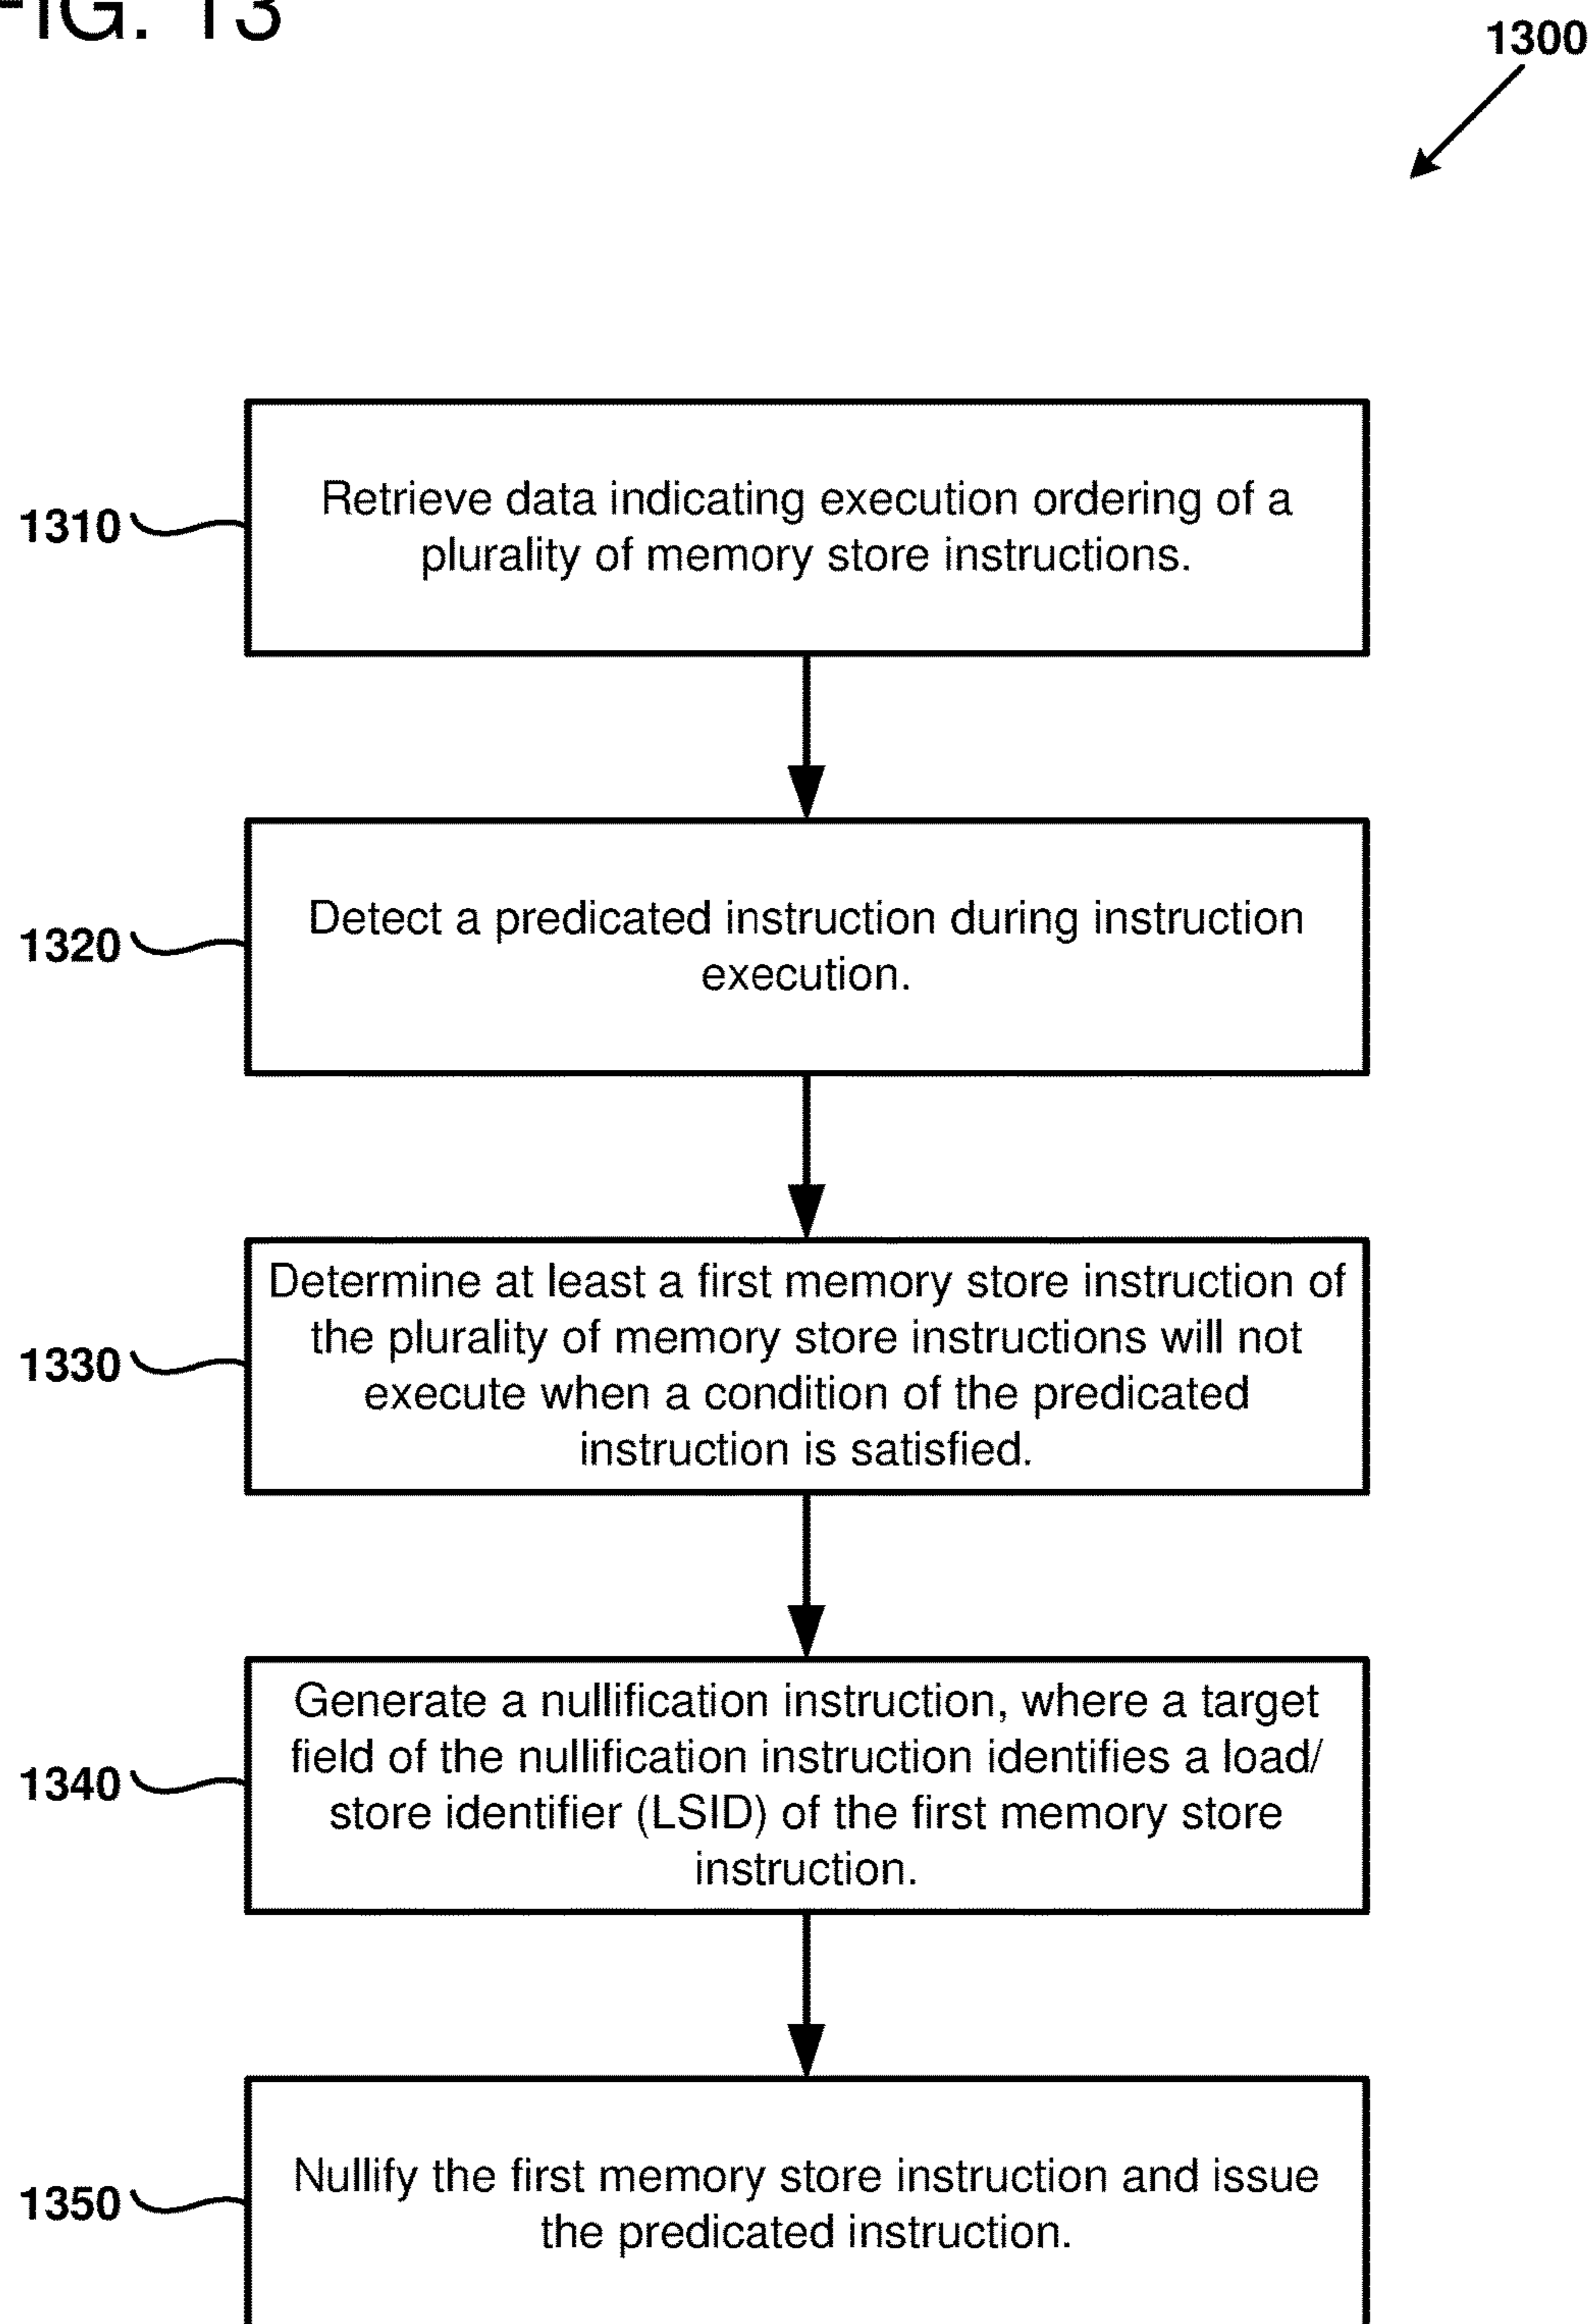 FIG. 13
1300
1310
Retrieve data indicating execution ordering of a
plurality of memory store instructions.
1320
Detect a predicated instruction during instruction
execution.
1330
Determine at least a first memory store instruction of
the plurality of memory store instructions will not
execute when a condition of the predicated
instruction is satisfied.
1340
Generate a nullification instruction, where a target
field of the nullification instruction identifies a load/
store identifier (LSID) of the first memory store
instruction.
1350
Nullify the first memory store instruction and issue
the predicated instruction.